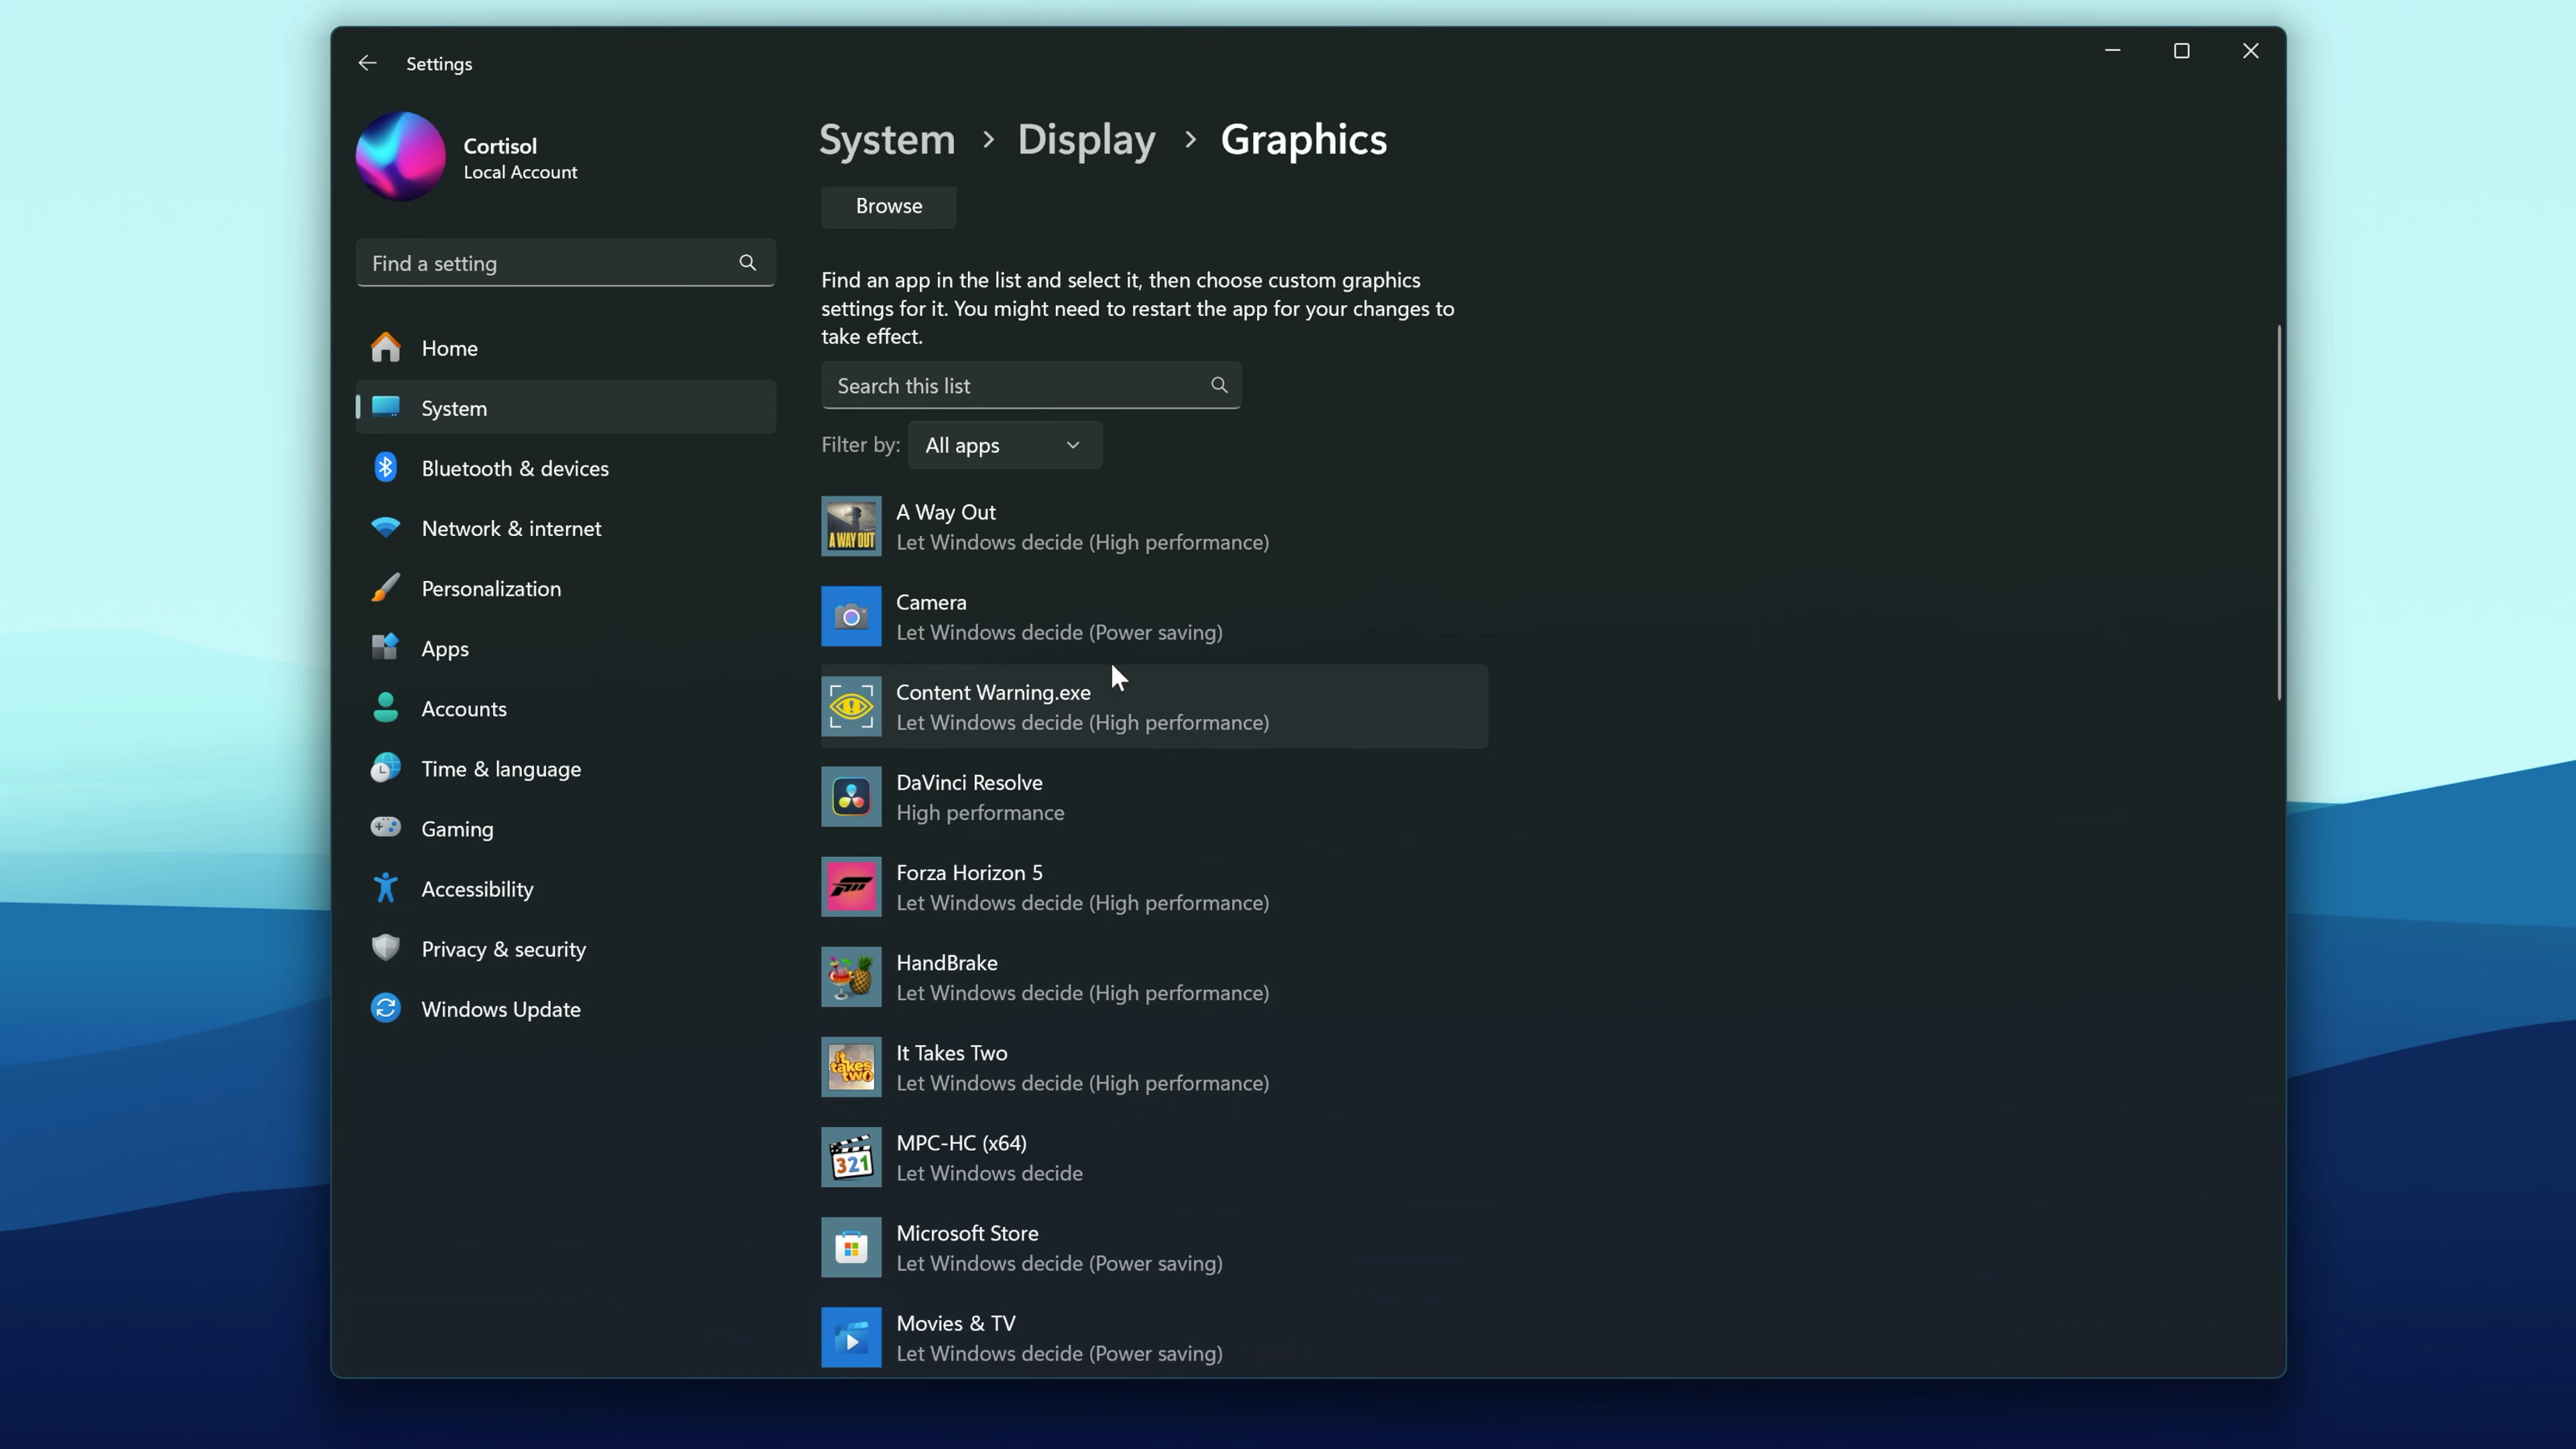 Settings
Cortisol
Local Account
Find a setting
Home
System
Bluetooth & devices
Network & internet
Personalization
Apps
Accounts
Time & language
Gaming
Accessibility
Privacy & security
Windows Update
System > Display > Graphics
Browse
Find an app in the list and select it, then choose custom graphics
settings for it. You might need to restart the app for your changes to
take effect.
Search this list
Filter by: All apps
A WAY OUT
A Way Out
Let Windows decide (High performance)
Camera
Let Windows decide (Power saving)
Content Warning.exe
Let Windows decide (High performance)
DaVinci Resolve
High performance
Forza Horizon 5
Let Windows decide (High performance)
HandBrake
Let Windows decide (High performance)
it takes two
It Takes Two
Let Windows decide (High performance)
321
MPC-HC (x64)
Let Windows decide
Microsoft Store
Let Windows decide (Power saving)
Movies & TV
Let Windows decide (Power saving)